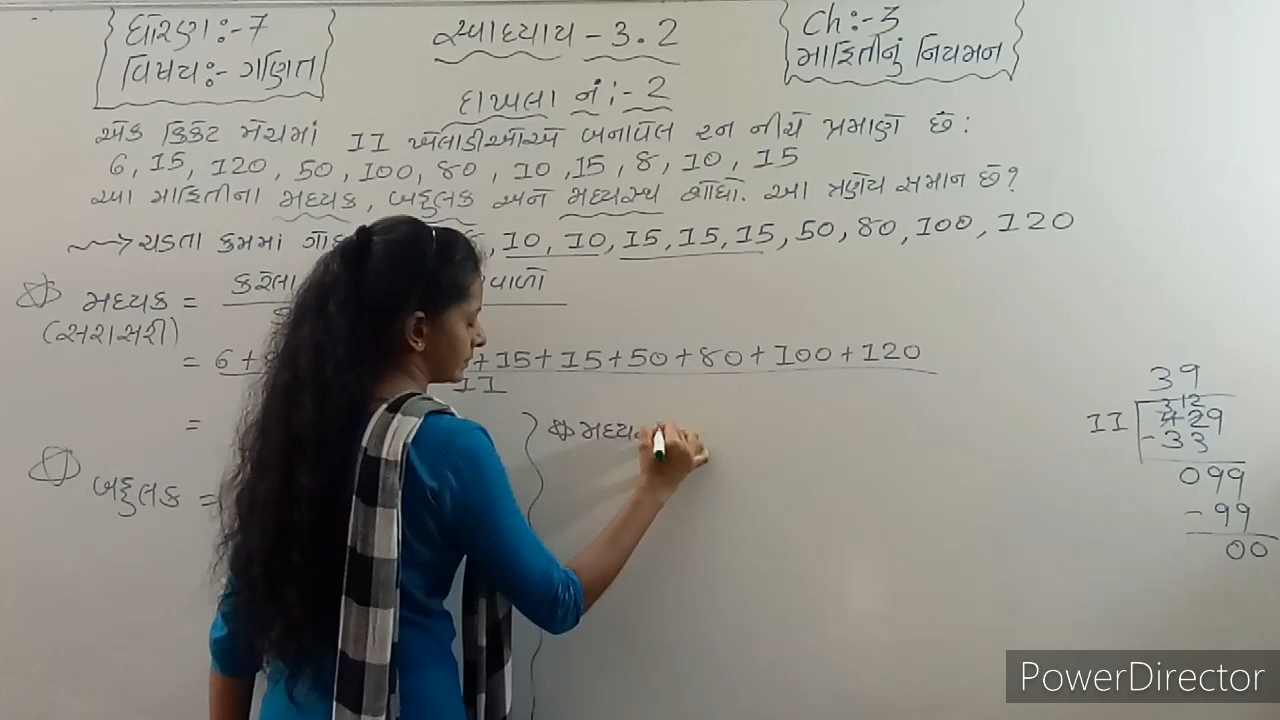 ધોરણ:-7
વિષય:- ગણિત
સ્વાધ્યાય - 3.2
Ch:-3
માહિતીનું નિયમન
દાખલા નં:- 2
એક ક્રિકેટ મેચમાં 11 ખેલાડીઓએ બનાવેલ રન નીચે પ્રમાણે છે:
6, 15, 120, 50, 100, 80, 10, 15, 8, 10, 15
આ માહિતીના મધ્યક, બહુલક અને મધ્યસ્થ શોધો. આ ત્રણેય સમાન છે?
ચડતા ક્રમમાં , 10, 10, 15, 15, 15, 50, 80, 100, 120
મધ્યક =
(સરાસરી)
= 6 + + 15 + 15 + 50 + 80 + 100 + 120
11
=
બહુલક =
39
3 12
11 429
- 33
099
- 99
00
PowerDirector